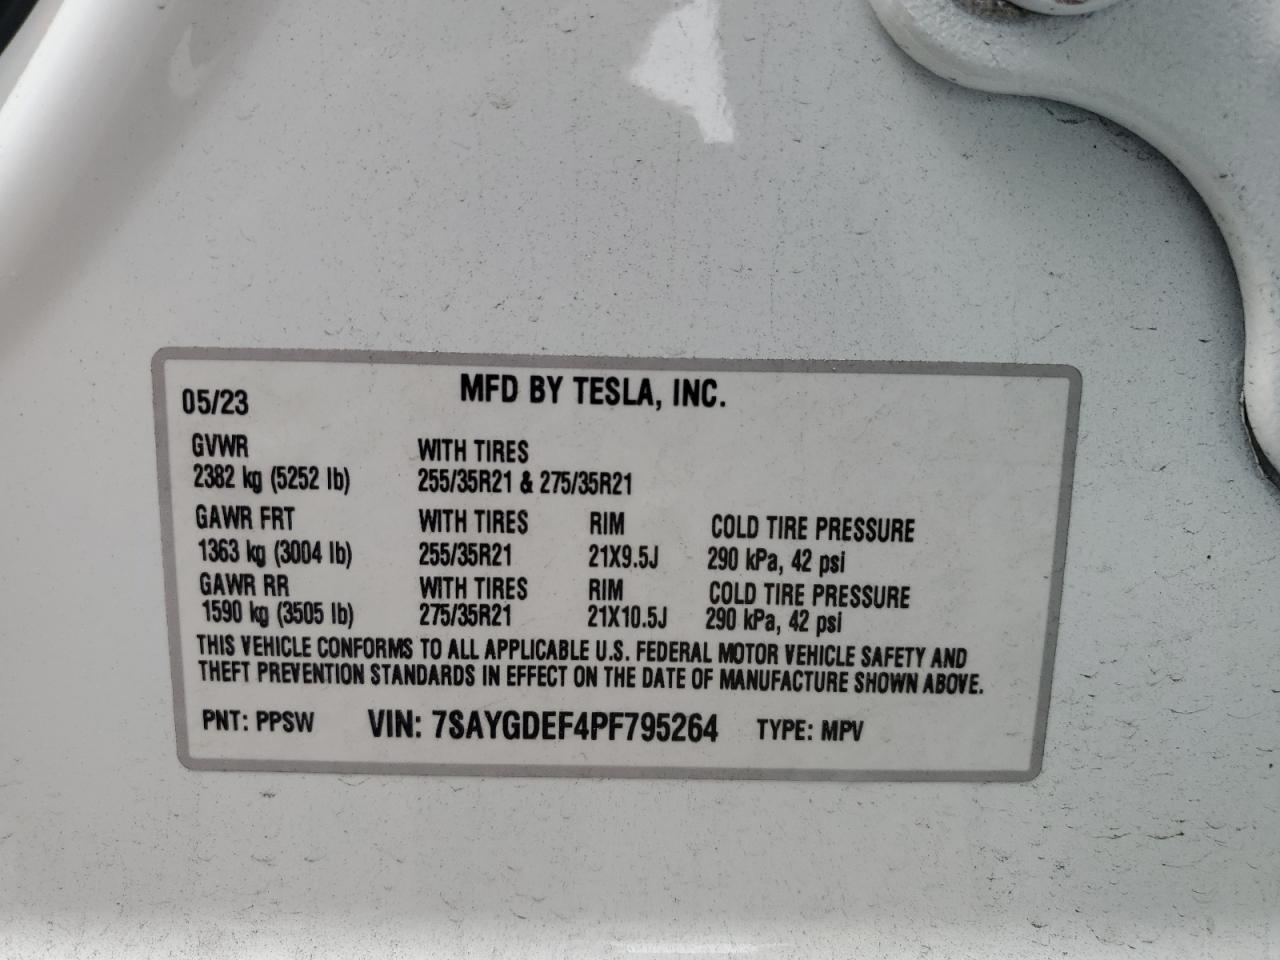 05/23 MFD BY TESLA, INC.
GVWR WITH TIRES
2382 kg (5252 lb) 255/35R21 & 275/35R21
GAWR FRT WITH TIRES RIM COLD TIRE PRESSURE
1363 kg (3004 lb) 255/35R21 21X9.5J 290 kPa, 42 psi
GAWR RR WITH TIRES RIM COLD TIRE PRESSURE
1590 kg (3505 lb) 275/35R21 21X10.5J 290 kPa, 42 psi
THIS VEHICLE CONFORMS TO ALL APPLICABLE U.S. FEDERAL MOTOR VEHICLE SAFETY AND
THEFT PREVENTION STANDARDS IN EFFECT ON THE DATE OF MANUFACTURE SHOWN ABOVE.
PNT: PPSW VIN: 7SAYGDEF4PF795264 TYPE: MPV